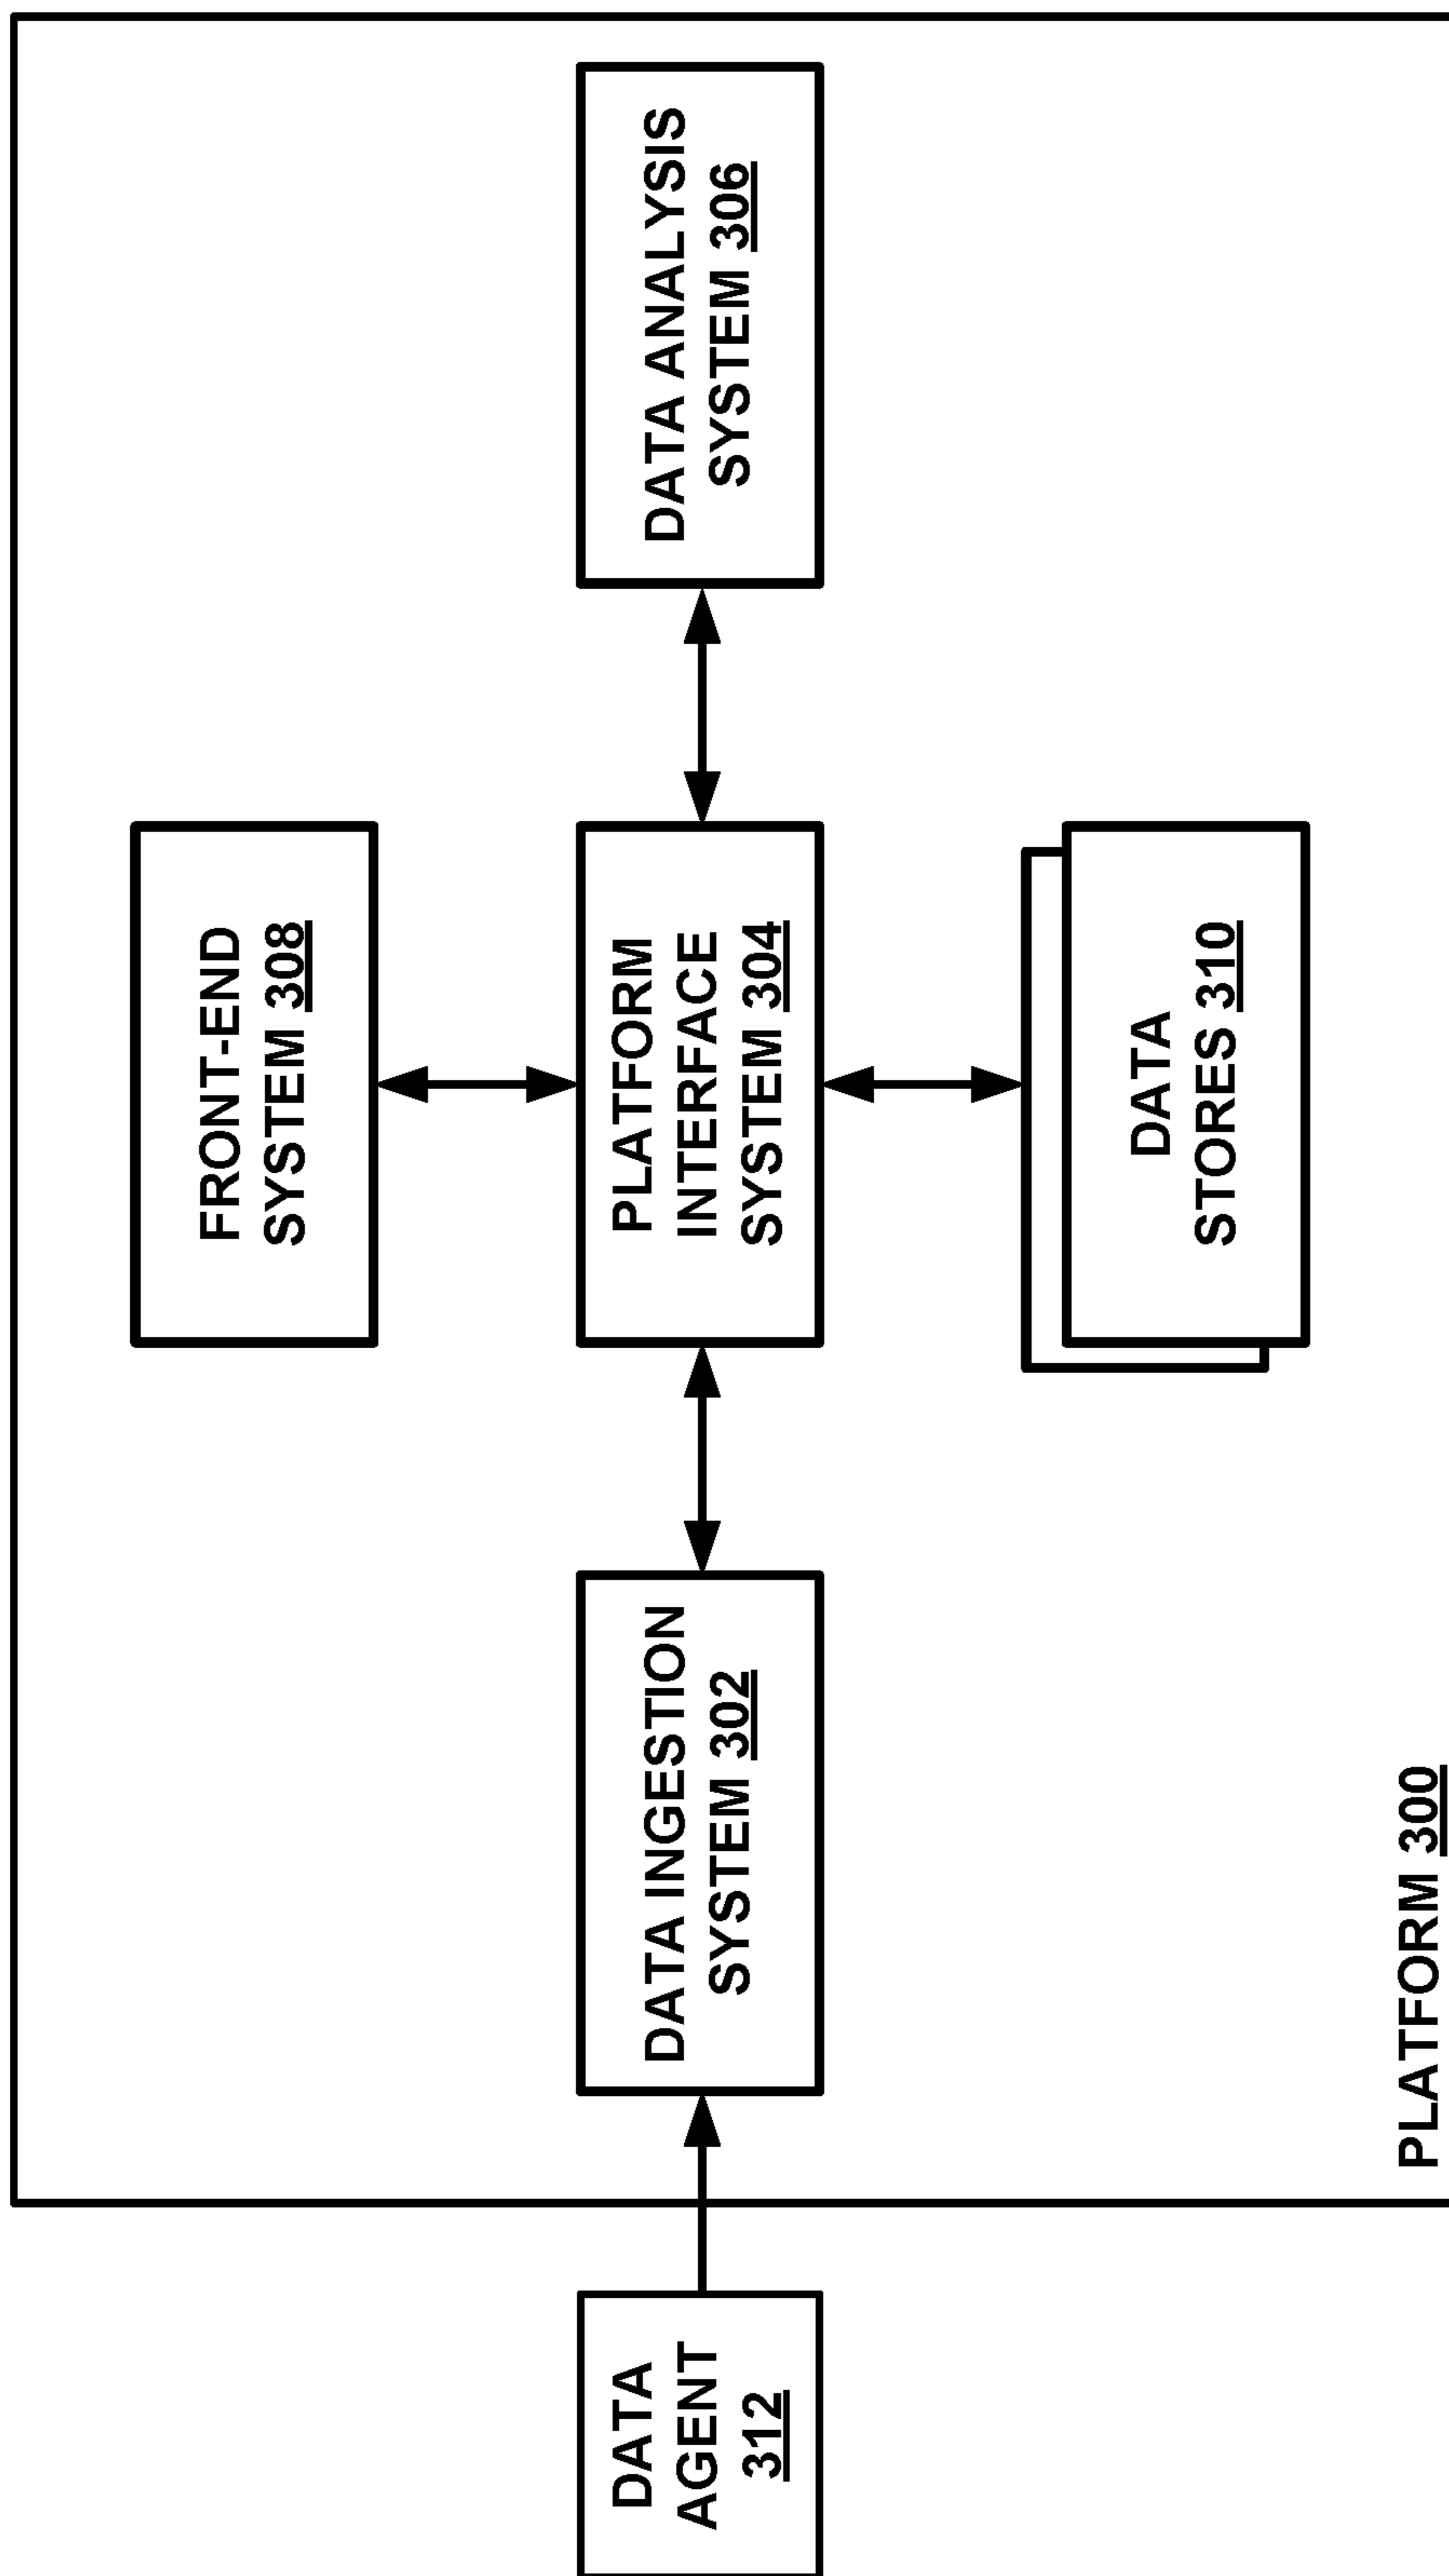 FRONT-END
SYSTEM 308
DATA
AGENT
312
DATA INGESTION
SYSTEM 302
PLATFORM
INTERFACE
SYSTEM 304
DATA ANALYSIS
SYSTEM 306
DATA
STORES 310
PLATFORM 300